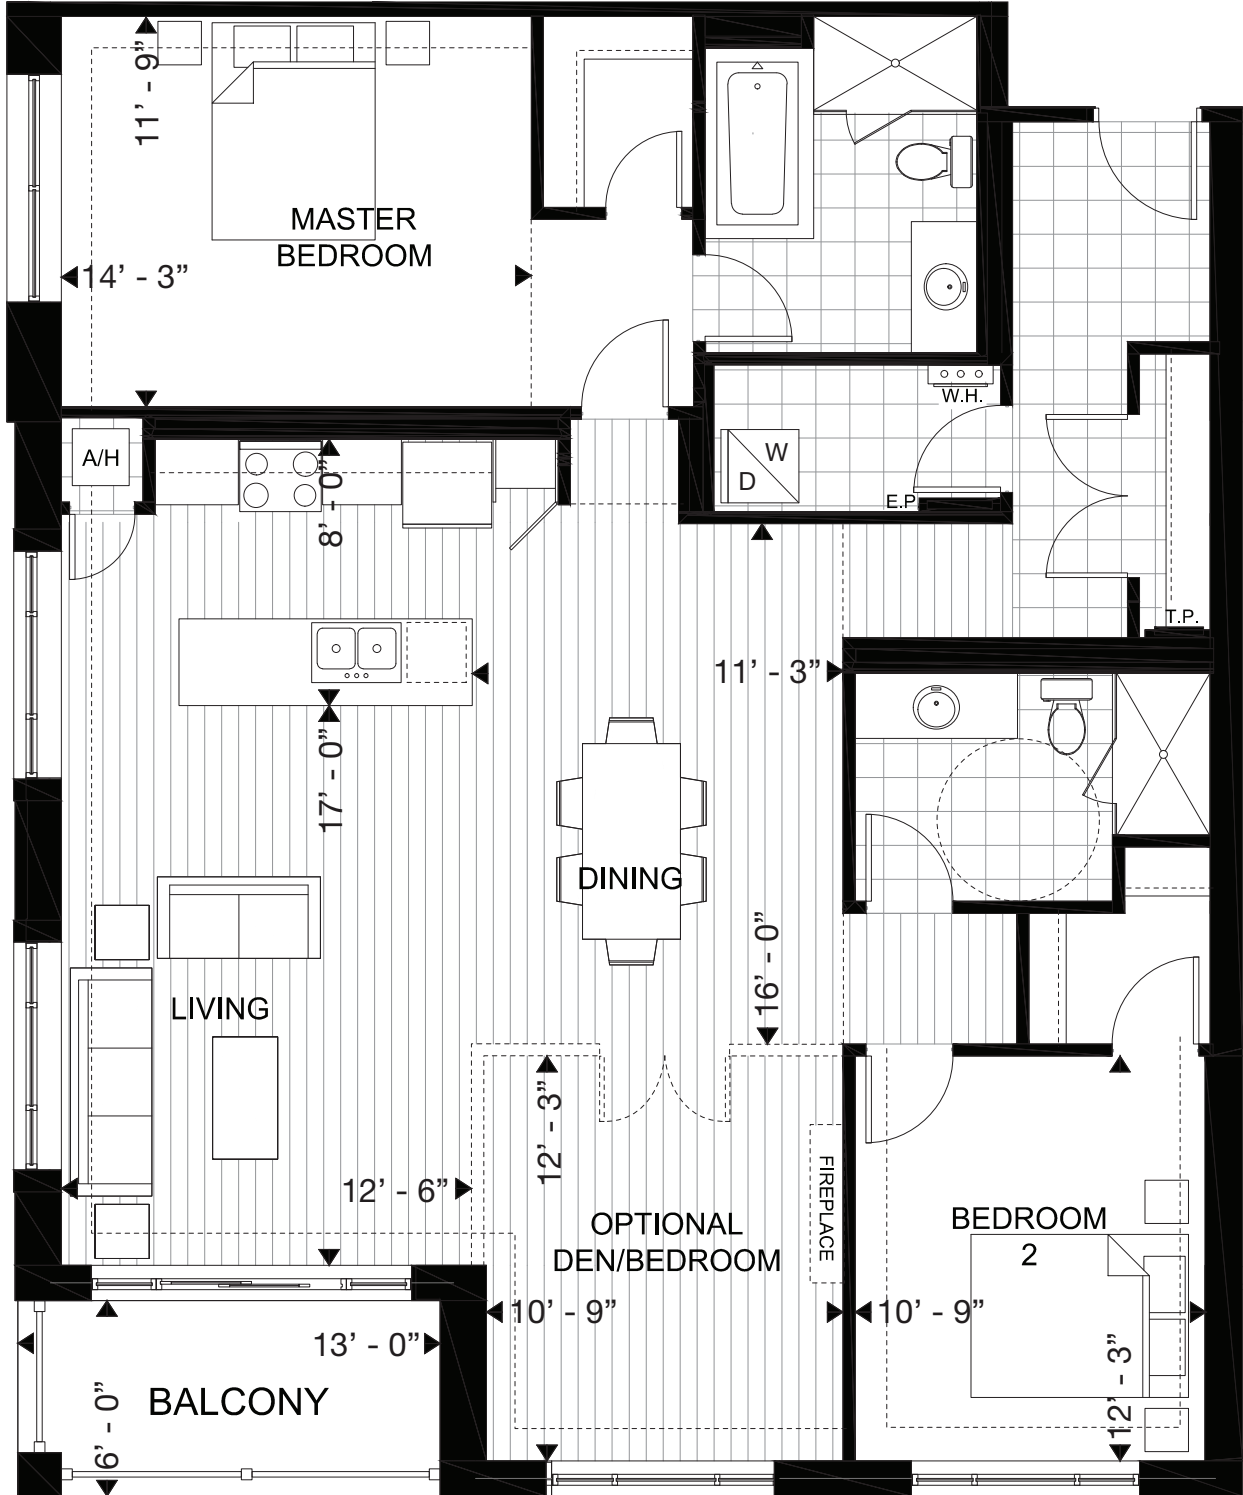 11’ - 9”
MASTER
BEDROOM
14’ - 3”
W.H.
A/H
W
D
E.P
8’ - 0”
T.P.
11’ - 3”
17’ - 0”
DINING
16’ - 0”
LIVING
12’ - 3”
12’ - 6”
FIREPLACE
OPTIONAL
DEN/BEDROOM
BEDROOM
2
10’ - 9”
10’ - 9”
13’ - 0”
12’ - 3”
BALCONY
6’ - 0”